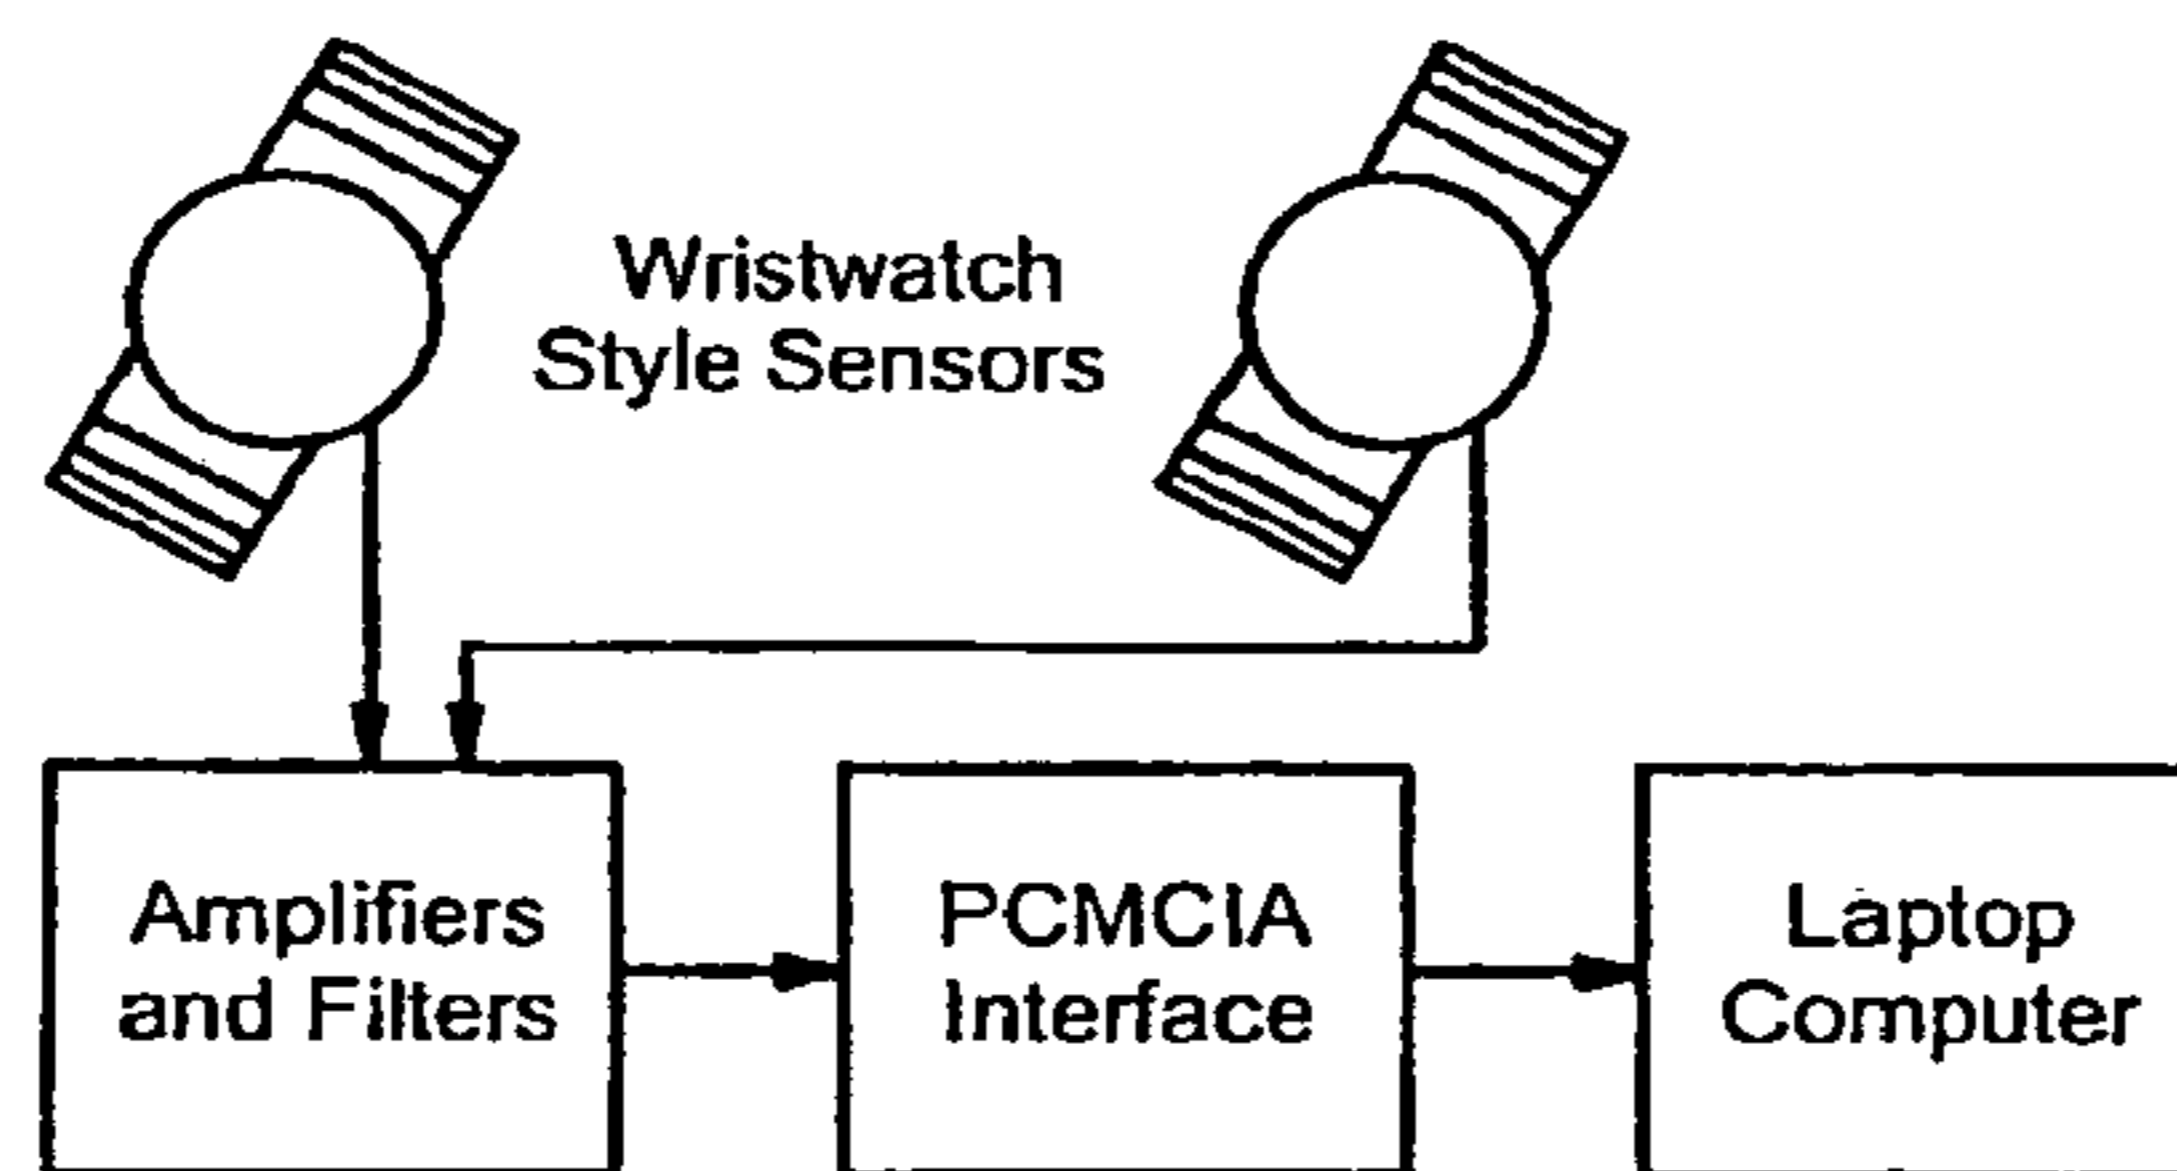 Wristwatch
Style Sensors
Amplifiers
and Filters
PCMCIA
Interface
Laptop
Computer